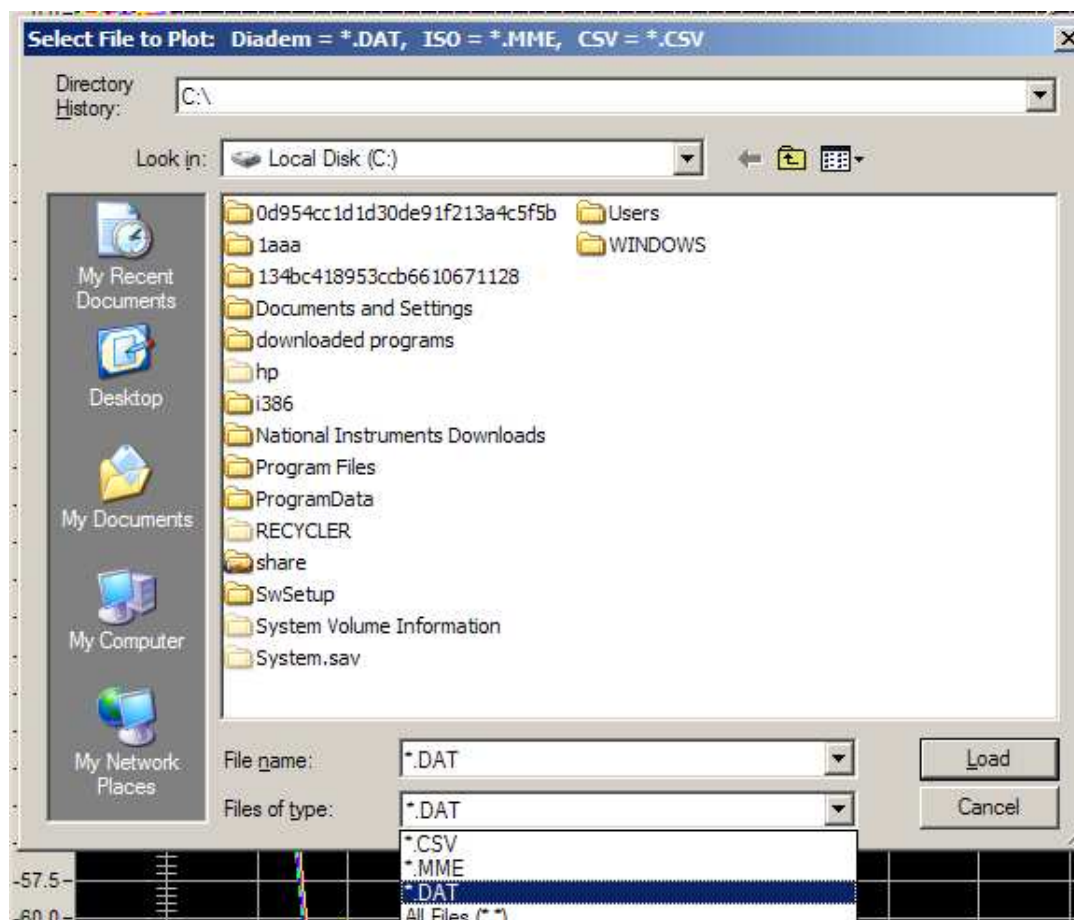 Select File to Plot: Diadem = *.DAT, ISO = *.MME, CSV = *.CSV
Directory
History:
C:\
Look in:
Local Disk (C:)
My Recent
Documents
Desktop
My Documents
My Computer
My Network
Places
0d954cc1d1d30de91f213a4c5f5b
1aaa
134bc418953ccb6610671128
Documents and Settings
downloaded programs
hp
i386
National Instruments Downloads
Program Files
ProgramData
RECYCLER
share
SwSetup
System Volume Information
System.sav
Users
WINDOWS
File name:
*.DAT
Load
Files of type:
*.DAT
Cancel
*.CSV
*.MME
*.DAT
All Files (*.*)
-57.5
-60.0